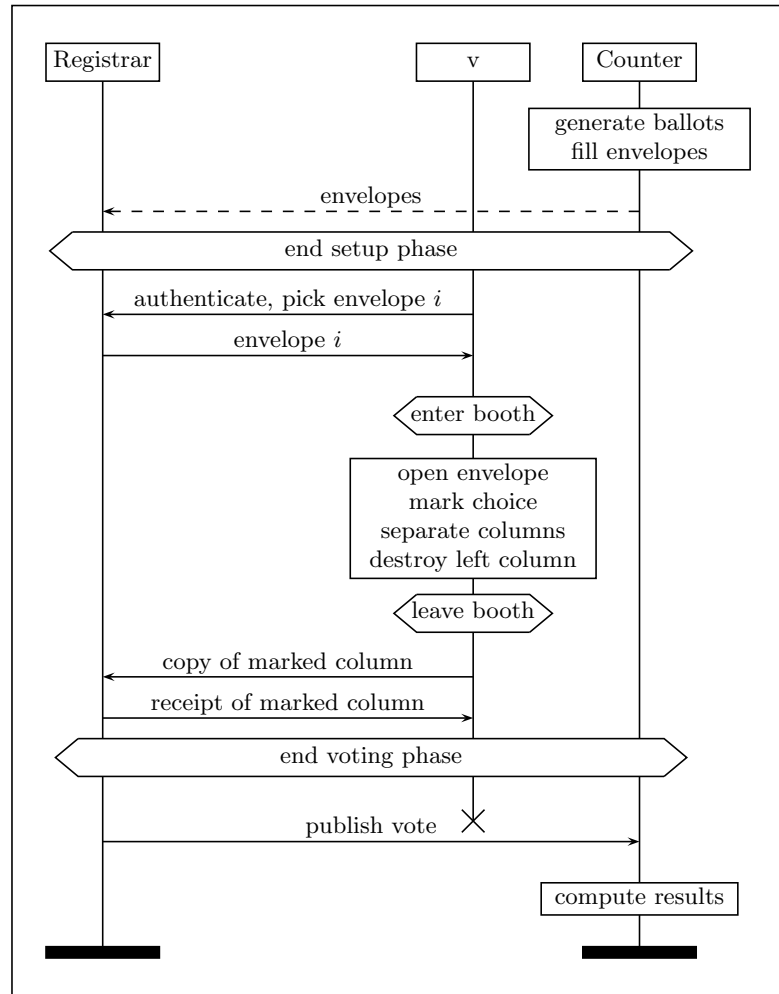 Registrar
v
Counter
generate ballots
fill envelopes
envelopes
end setup phase
authenticate, pick envelope i
envelope i
enter booth
open envelope
mark choice
separate columns
destroy left column
leave booth
copy of marked column
receipt of marked column
end voting phase
publish vote
compute results